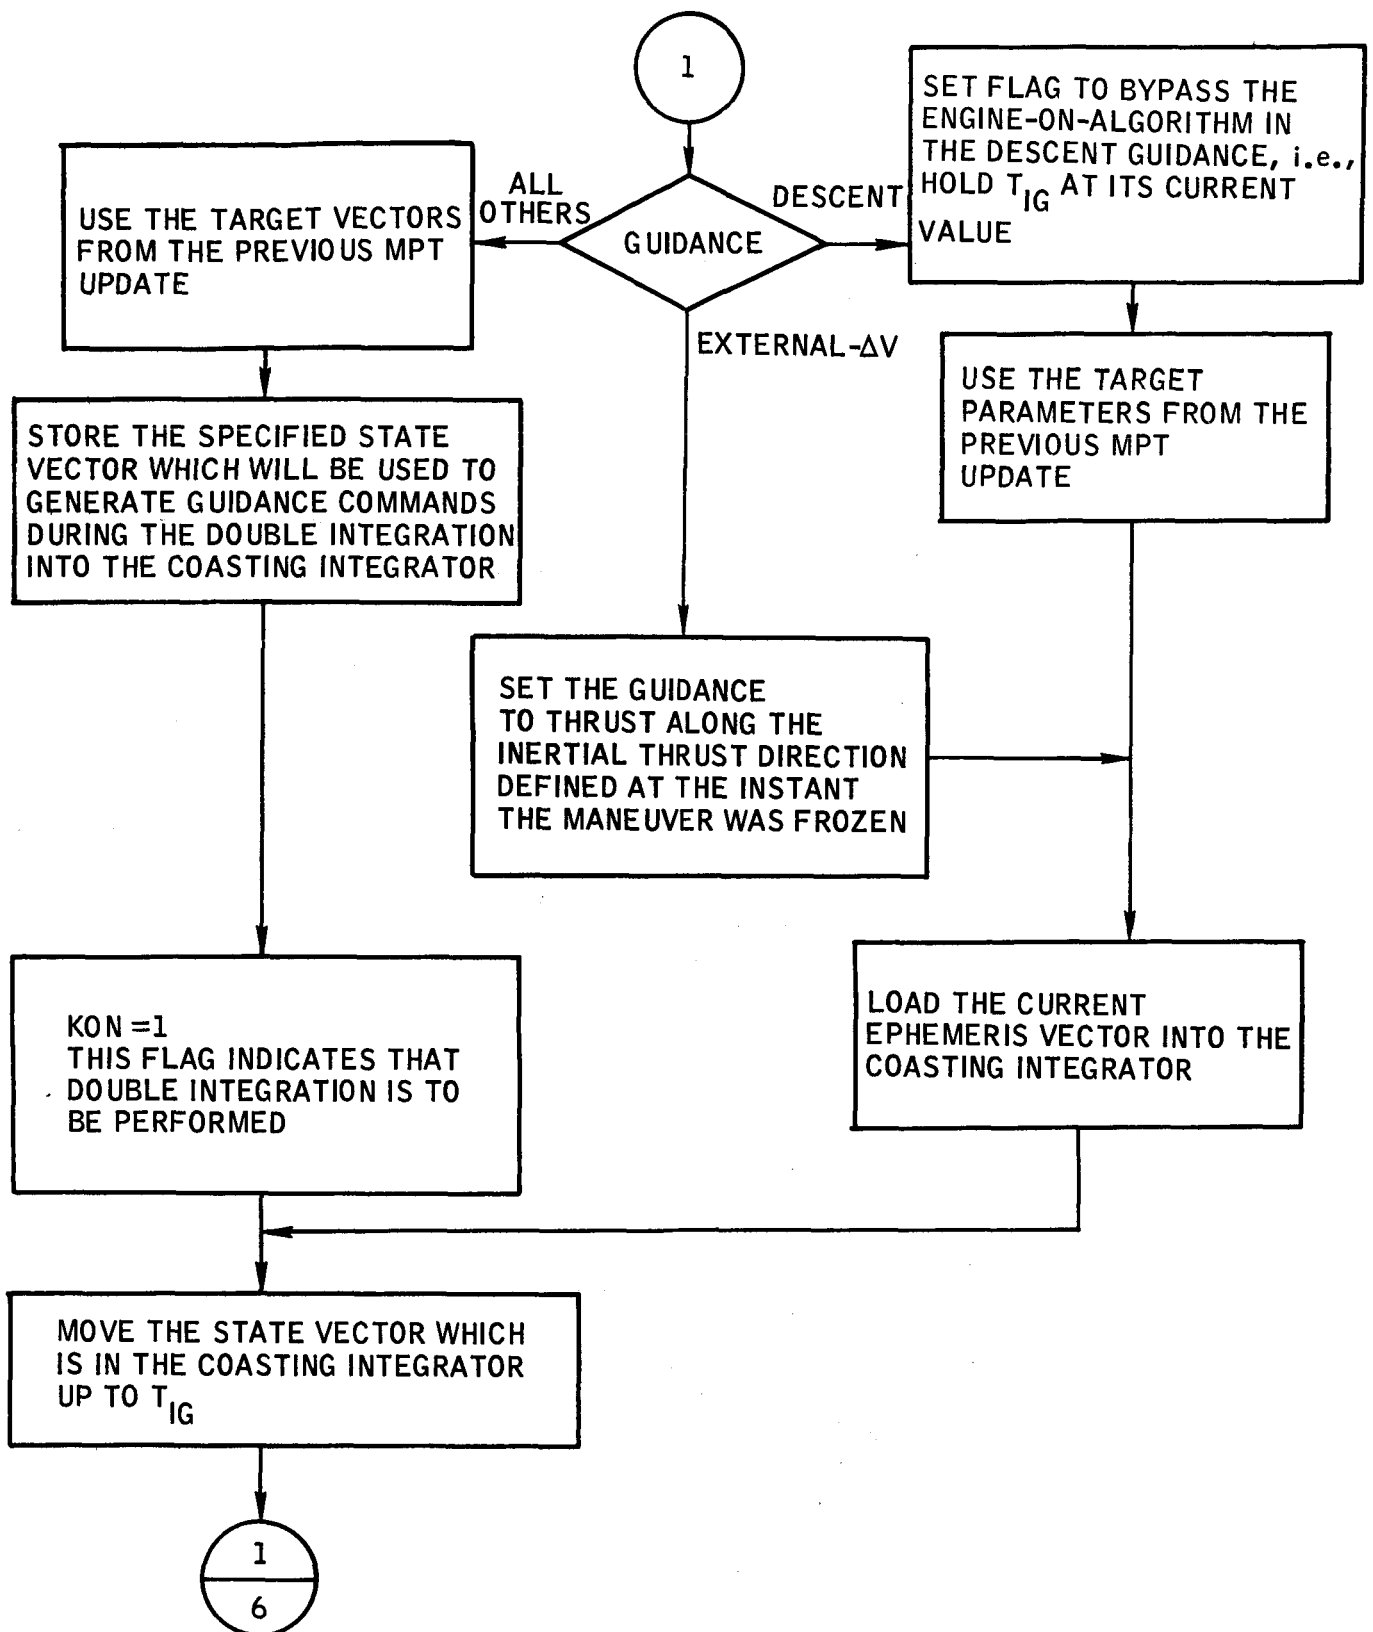 1
SET FLAG TO BYPASS THE
ENGINE-ON-ALGORITHM IN
THE DESCENT GUIDANCE, i.e.,
HOLD T_IG AT ITS CURRENT
VALUE
ALL
OTHERS
DESCENT
GUIDANCE
USE THE TARGET VECTORS
FROM THE PREVIOUS MPT
UPDATE
EXTERNAL-ΔV
USE THE TARGET
PARAMETERS FROM THE
PREVIOUS MPT
UPDATE
STORE THE SPECIFIED STATE
VECTOR WHICH WILL BE USED TO
GENERATE GUIDANCE COMMANDS
DURING THE DOUBLE INTEGRATION
INTO THE COASTING INTEGRATOR
SET THE GUIDANCE
TO THRUST ALONG THE
INERTIAL THRUST DIRECTION
DEFINED AT THE INSTANT
THE MANEUVER WAS FROZEN
KON =1
THIS FLAG INDICATES THAT
DOUBLE INTEGRATION IS TO
BE PERFORMED
LOAD THE CURRENT
EPHEMERIS VECTOR INTO THE
COASTING INTEGRATOR
MOVE THE STATE VECTOR WHICH
IS IN THE COASTING INTEGRATOR
UP TO T_IG
1
6